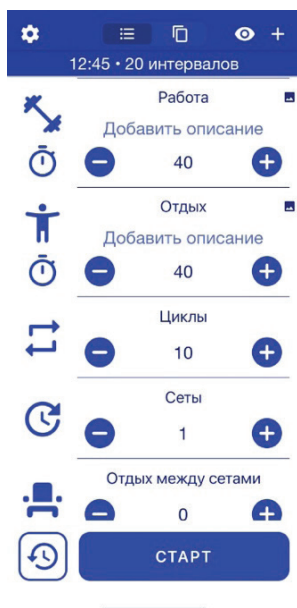 12:45 • 20 интервалов
Работа
Добавить описание
40
Отдых
Добавить описание
40
Циклы
10
Сеты
1
Отдых между сетами
0
СТАРТ